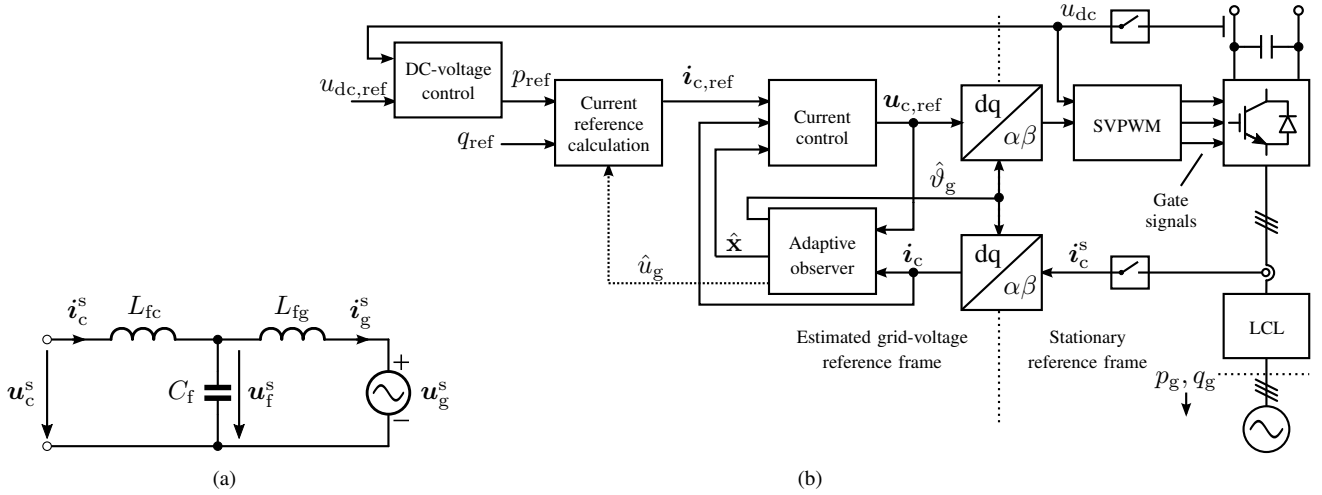 u_dc
DC-voltage
control
u_dc,ref
p_ref
q_ref
Current
reference
calculation
i_c,ref
Current
control
u_c,ref
dq
αβ
SVPWM
Gate
signals
ϑ̂_g
Adaptive
observer
x̂
û_g
i_c
dq
αβ
i_c^s
LCL
Estimated grid-voltage
reference frame
Stationary
reference frame
p_g, q_g
i_c^s
L_fc
L_fg
i_g^s
u_c^s
C_f
u_f^s
+
−
u_g^s
(a)
(b)